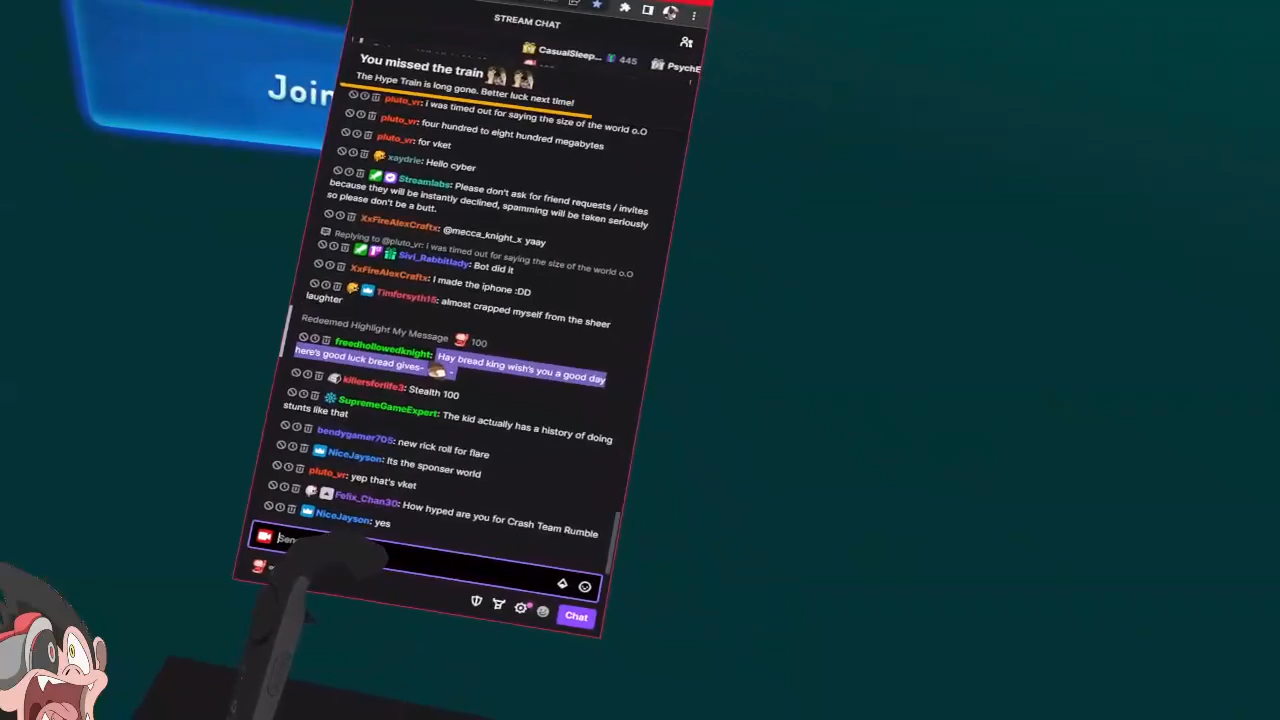 STREAM CHAT
Join
CasualSleep... 445
PsychE
You missed the train
The Hype Train is long gone. Better luck next time!
pluto_vr: i was timed out for saying the size of the world o.O
pluto_vr: four hundred to eight hundred megabytes
pluto_vr: for vket
xaydrie: Hello cyber
Streamlabs: Please don't ask for friend requests / invites
because they will be instantly declined, spamming will be taken seriously
so please don't be a butt.
XxFireAlexCraftx: @mecca_knight_x yaay
Replying to @pluto_vr: i was timed out for saying the size of the world o.O
Sivi_Rabbitlady: Bot did it
XxFireAlexCraftx: I made the iphone :DD
Timforsyth16: almost crapped myself from the sheer
laughter
Redeemed Highlight My Message 100
freedhollowedknight: Hay bread king wish's you a good day
here's good luck bread gives- -
killersforlife3: Stealth 100
SupremeGameExpert: The kid actually has a history of doing
stunts like that
bendygamer705: new rick roll for flare
NiceJayson: Its the sponser world
pluto_vr: yep that's vket
Felix_Chan30: How hyped are you for Crash Team Rumble
NiceJayson: yes
Chat